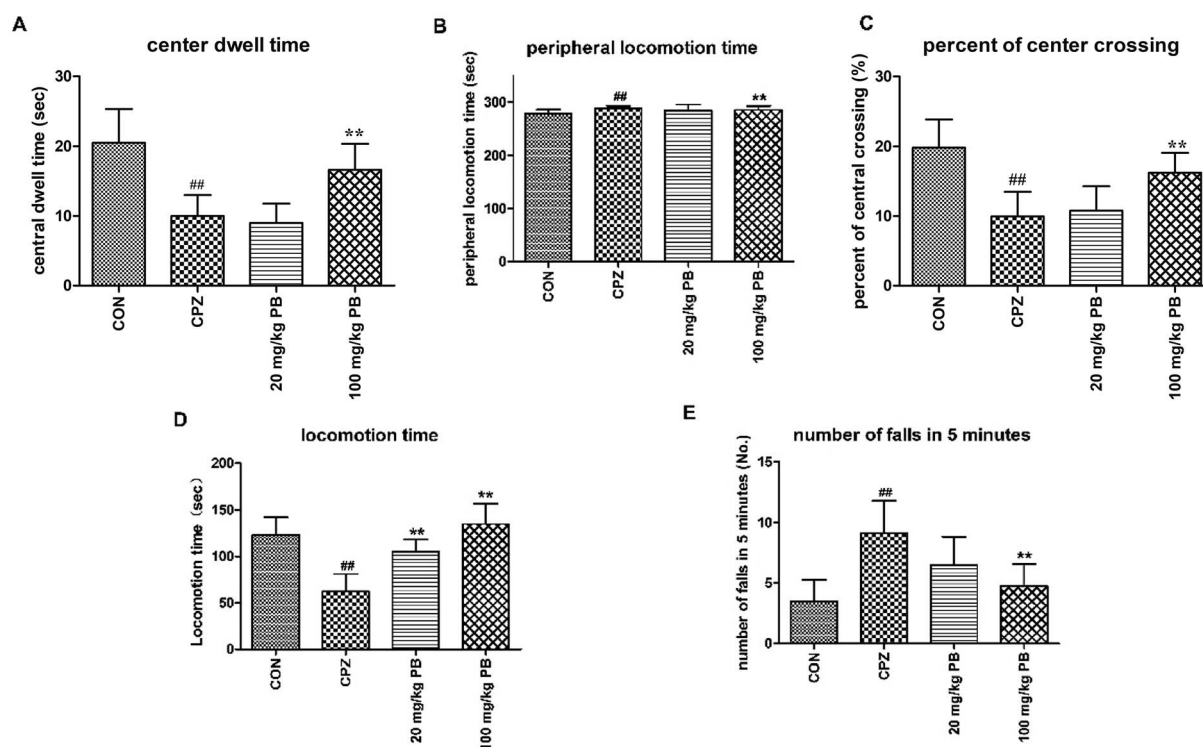 A
center dwell time
central dwell time (sec)
30
20
10
0
##
**
CON
CPZ
20 mg/kg PB
100 mg/kg PB
B
peripheral locomotion time
peripheral locomotion time (sec)
300
200
100
0
##
**
CON
CPZ
20 mg/kg PB
100 mg/kg PB
C
percent of center crossing
percent of central crossing (%)
30
20
10
0
##
**
CON
CPZ
20 mg/kg PB
100 mg/kg PB
D
locomotion time
Locomotion time (sec)
200
150
100
50
0
##
**
**
CON
CPZ
20 mg/kg PB
100 mg/kg PB
E
number of falls in 5 minutes
number of falls in 5 minutes (No.)
15
10
5
0
##
**
CON
CPZ
20 mg/kg PB
100 mg/kg PB